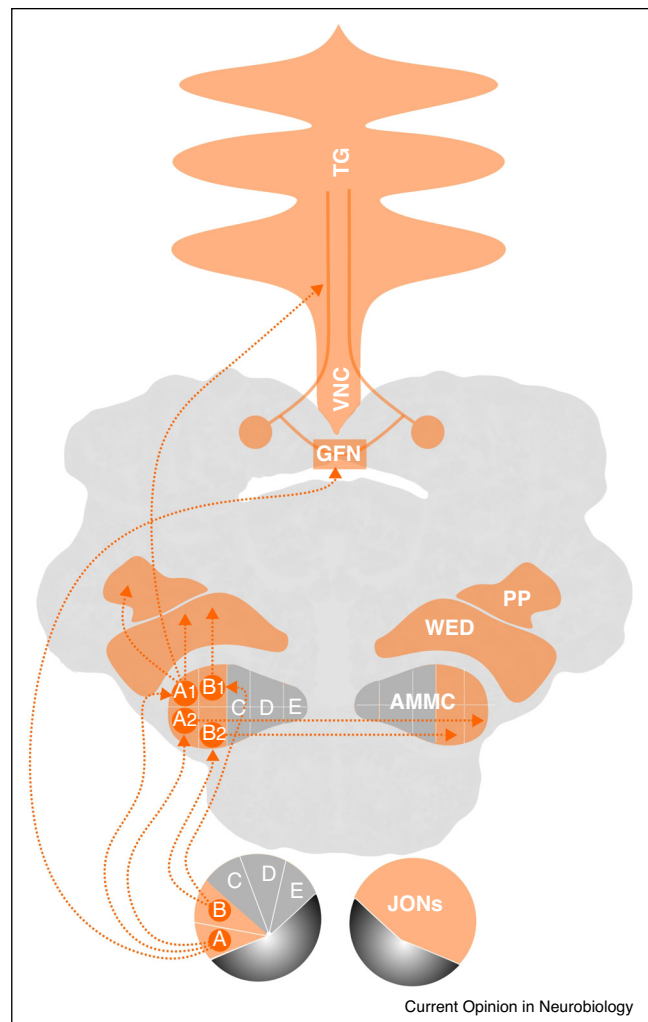 TG
VNC
GFN
PP
WED
A1 B1
C D E
AMMC
A2 B2
C D E
B
A
JONs
Current Opinion in Neurobiology